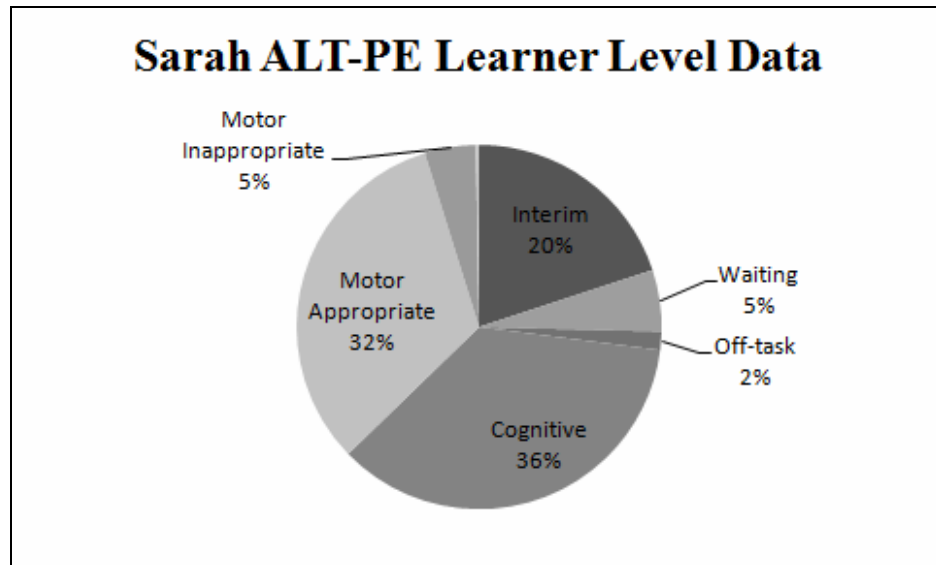 Sarah ALT-PE Learner Level Data
Motor
Inappropriate
5%
Interim
20%
Waiting
5%
Off-task
2%
Motor
Appropriate
32%
Cognitive
36%